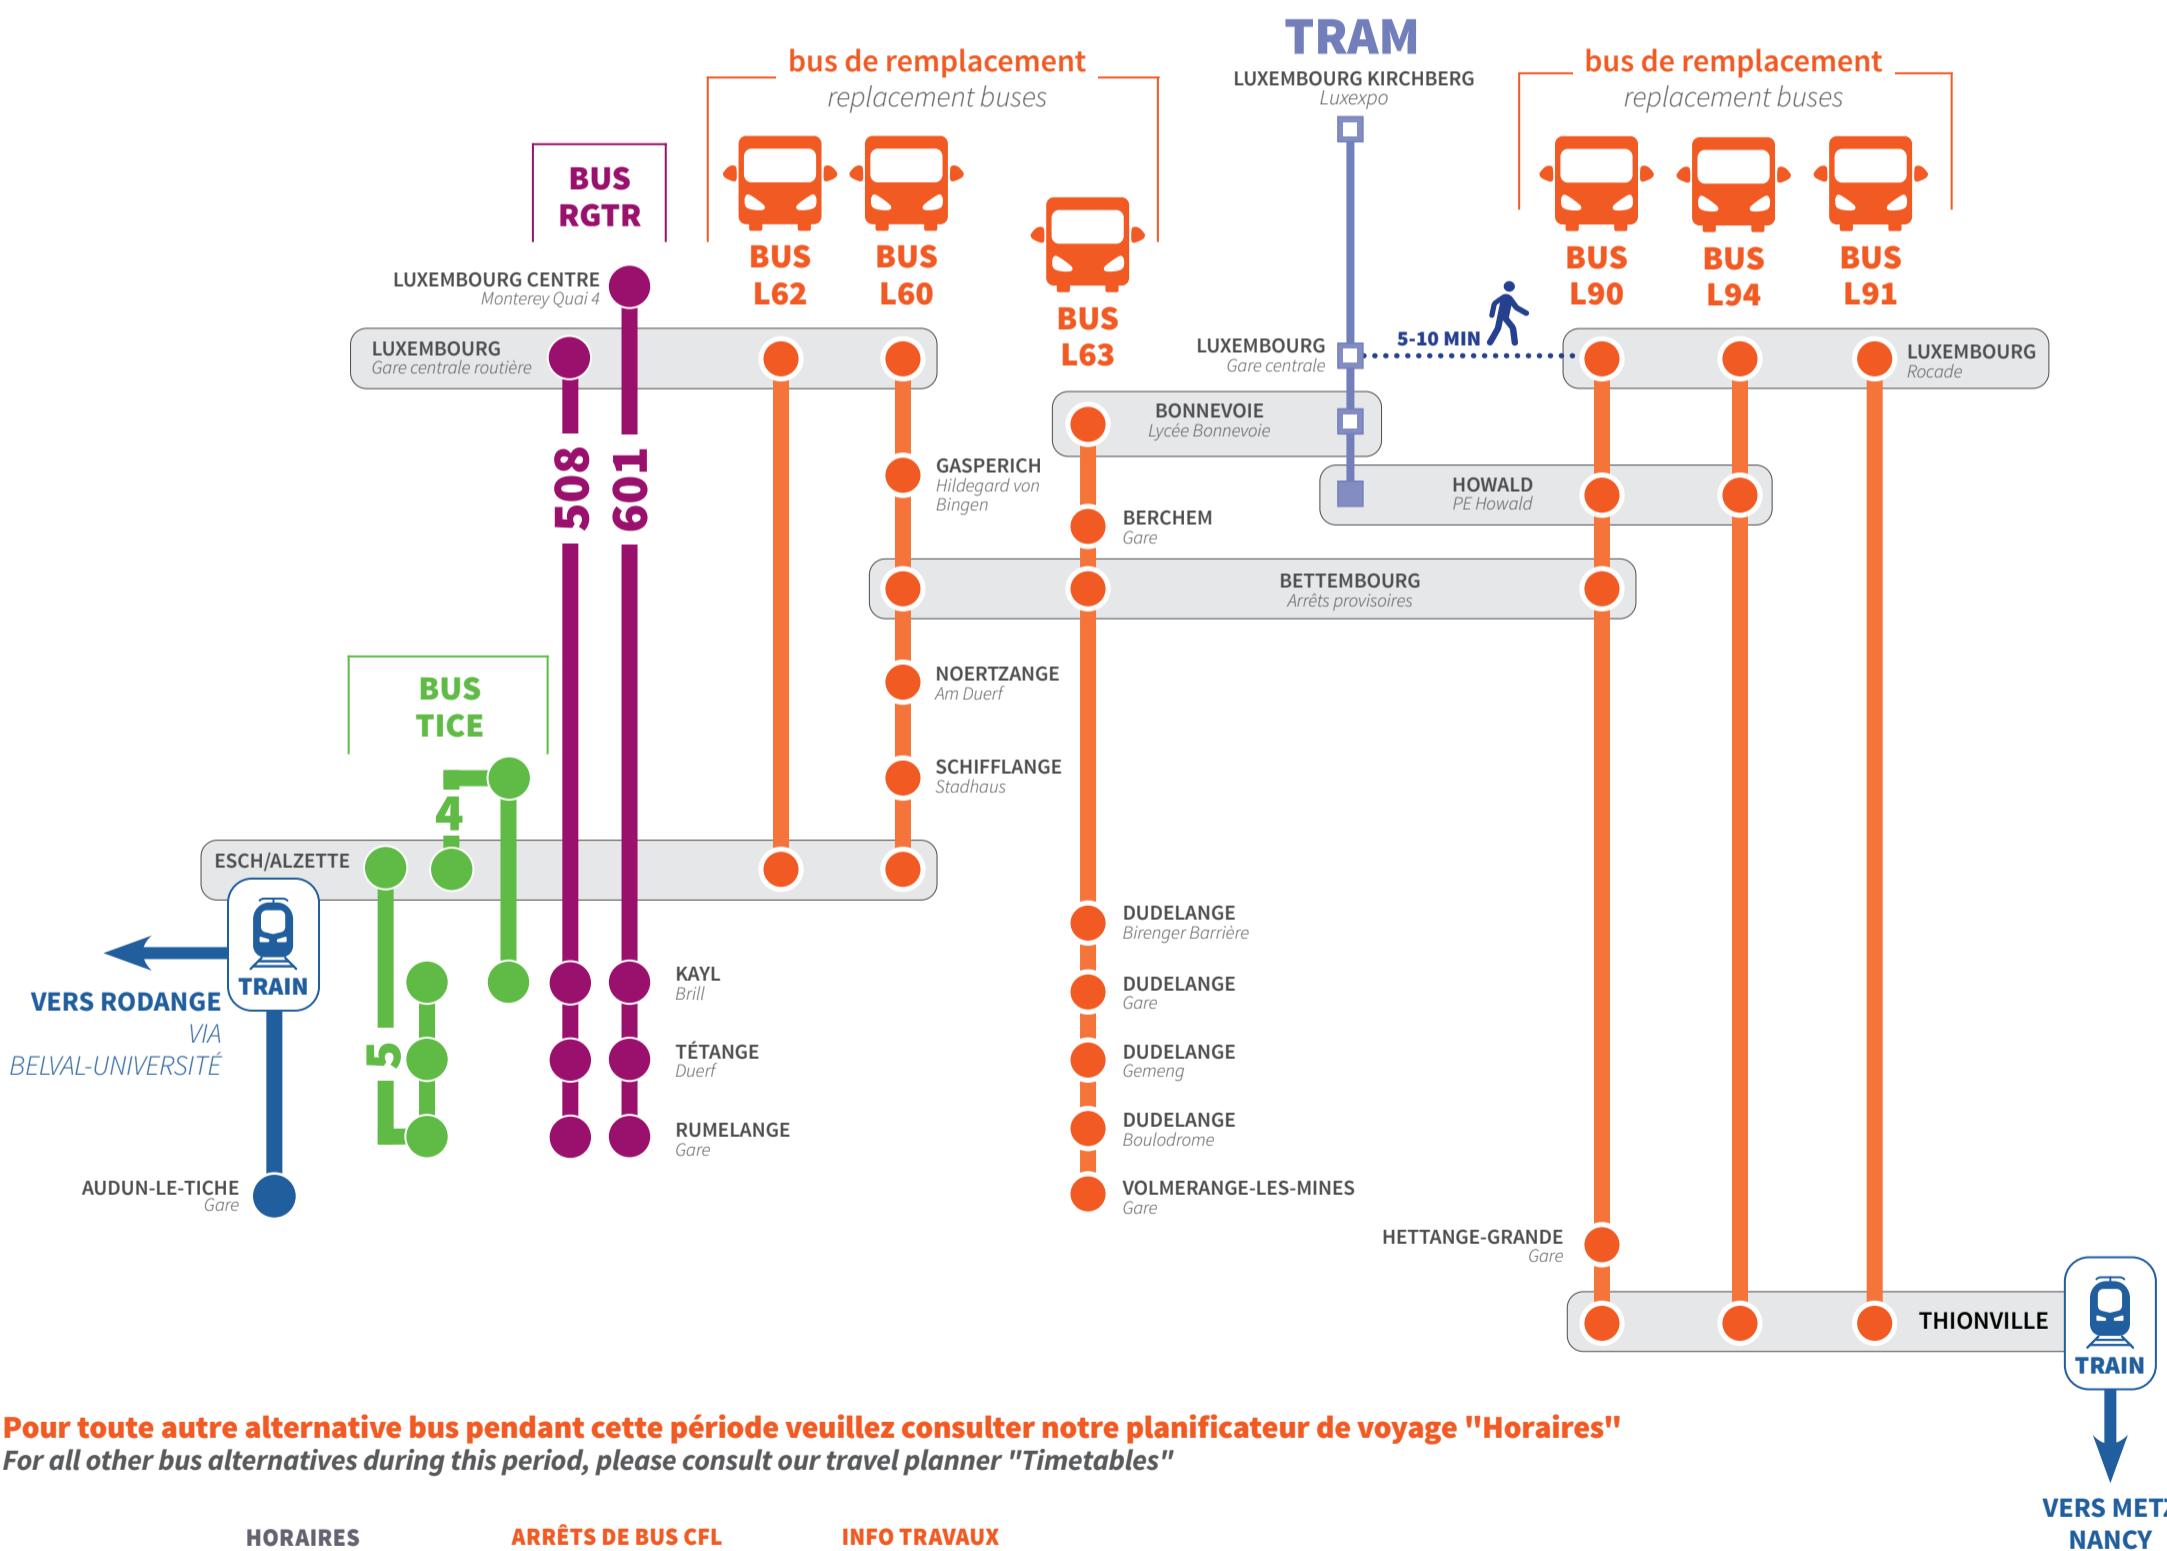 TRAM
LUXEMBOURG KIRCHBERG
Luxexpo
bus de remplacement
replacement buses
bus de remplacement
replacement buses
BUS
RGTR
BUS
L62
BUS
L60
BUS
L63
BUS
L90
BUS
L94
BUS
L91
LUXEMBOURG CENTRE
Monterey Quai 4
LUXEMBOURG
Gare centrale routière
LUXEMBOURG
Gare centrale
5-10 MIN
LUXEMBOURG
Rocade
BONNEVOIE
Lycée Bonnevoie
508
601
GASPERICH
Hildegard von
Bingen
HOWALD
PE Howald
BERCHEM
Gare
BETTEMBOURG
Arrêts provisoires
BUS
TICE
NOERTZANGE
Am Duerf
SCHIFFLANGE
Stadhaus
4
ESCH/ALZETTE
TRAIN
VERS RODANGE
VIA
BELVAL-UNIVERSITÉ
5
DUDELANGE
Birenger Barrière
KAYL
Brill
DUDELANGE
Gare
TÉTANGE
Duerf
DUDELANGE
Gemeng
RUMELANGE
Gare
DUDELANGE
Boulodrome
AUDUN-LE-TICHE
Gare
VOLMERANGE-LES-MINES
Gare
HETTANGE-GRANDE
Gare
THIONVILLE
TRAIN
Pour toute autre alternative bus pendant cette période veuillez consulter notre planificateur de voyage "Horaires"
For all other bus alternatives during this period, please consult our travel planner "Timetables"
VERS METZ
NANCY
HORAIRES
ARRÊTS DE BUS CFL
INFO TRAVAUX